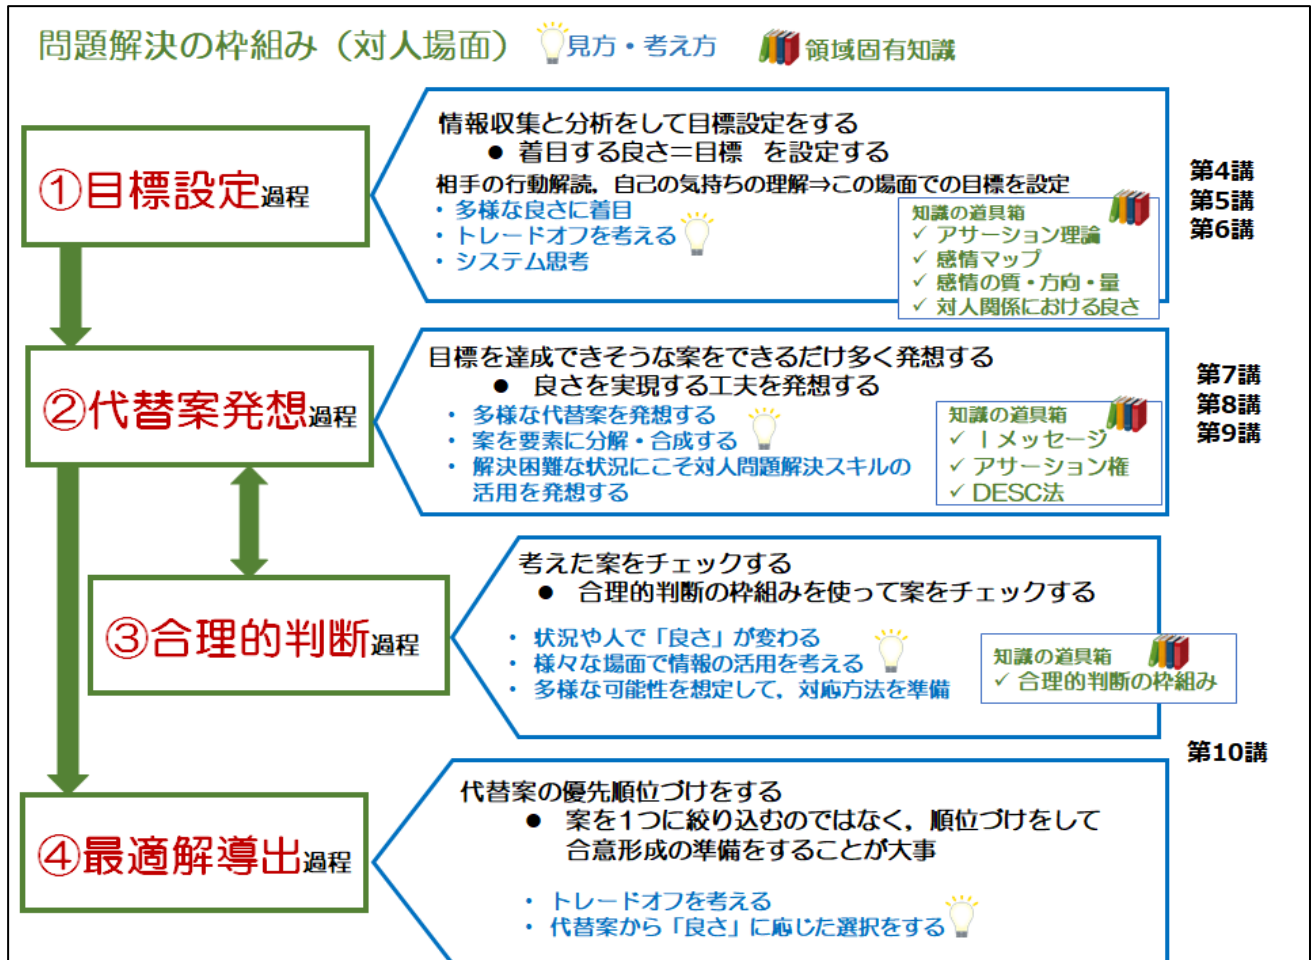 問題解決の枠組み（対人場面） 見方・考え方 領域固有知識
①目標設定過程
情報収集と分析をして目標設定をする
● 着目する良さ＝目標 を設定する
相手の行動解読，自己の気持ちの理解⇒この場面での目標を設定
・ 多様な良さに着目
・ トレードオフを考える
・ システム思考
知識の道具箱
✓ アサーション理論
✓ 感情マップ
✓ 感情の質・方向・量
✓ 対人関係における良さ
第4講
第5講
第6講
②代替案発想過程
目標を達成できそうな案をできるだけ多く発想する
● 良さを実現する工夫を発想する
・ 多様な代替案を発想する
・ 案を要素に分解・合成する
・ 解決困難な状況にこそ対人問題解決スキルの
活用を発想する
知識の道具箱
✓ Ｉメッセージ
✓ アサーション権
✓ DESC法
第7講
第8講
第9講
③合理的判断過程
考えた案をチェックする
● 合理的判断の枠組みを使って案をチェックする
・ 状況や人で「良さ」が変わる
・ 様々な場面で情報の活用を考える
・ 多様な可能性を想定して，対応方法を準備
知識の道具箱
✓ 合理的判断の枠組み
第10講
④最適解導出過程
代替案の優先順位づけをする
● 案を1つに絞り込むのではなく，順位づけをして
合意形成の準備をすることが大事
・ トレードオフを考える
・ 代替案から「良さ」に応じた選択をする